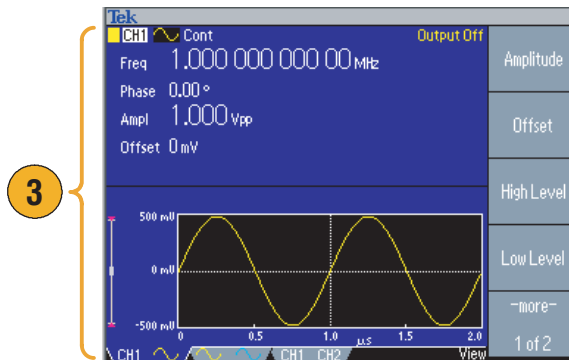 Tek
CH1 Cont Output Off
Freq 1.000 000 000 00 MHz
Phase 0.00 °
Ampl 1.000 Vpp
Offset 0 mV
Amplitude
Offset
High Level
Low Level
-more-
1 of 2
3
500 mV
0 mV
-500 mV
0 0.5 1.0 1.5 2.0
µs
CH1 CH1 CH2 View